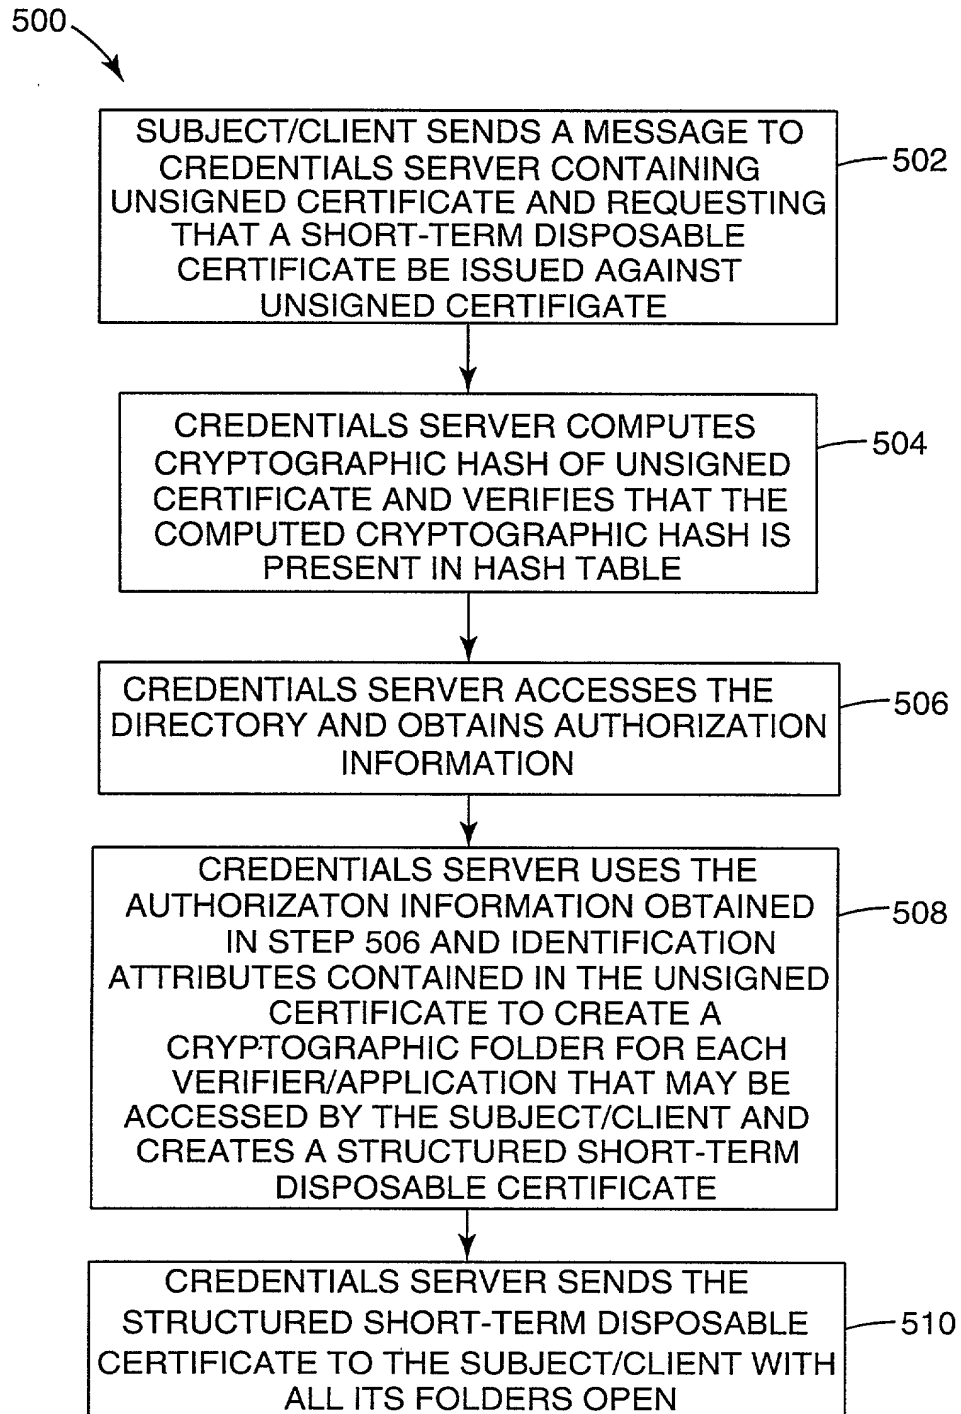 500
SUBJECT/CLIENT SENDS A MESSAGE TO
CREDENTIALS SERVER CONTAINING
UNSIGNED CERTIFICATE AND REQUESTING
THAT A SHORT-TERM DISPOSABLE
CERTIFICATE BE ISSUED AGAINST
UNSIGNED CERTIFIGATE
502
CREDENTIALS SERVER COMPUTES
CRYPTOGRAPHIC HASH OF UNSIGNED
CERTIFICATE AND VERIFIES THAT THE
COMPUTED CRYPTOGRAPHIC HASH IS
PRESENT IN HASH TABLE
504
CREDENTIALS SERVER ACCESSES THE
DIRECTORY AND OBTAINS AUTHORIZATION
INFORMATION
506
CREDENTIALS SERVER USES THE
AUTHORIZATON INFORMATION OBTAINED
IN STEP 506 AND IDENTIFICATION
ATTRIBUTES CONTAINED IN THE UNSIGNED
CERTIFICATE TO CREATE A
CRYPTOGRAPHIC FOLDER FOR EACH
VERIFIER/APPLICATION THAT MAY BE
ACCESSED BY THE SUBJECT/CLIENT AND
CREATES A STRUCTURED SHORT-TERM
DISPOSABLE CERTIFICATE
508
CREDENTIALS SERVER SENDS THE
STRUCTURED SHORT-TERM DISPOSABLE
CERTIFICATE TO THE SUBJECT/CLIENT WITH
ALL ITS FOLDERS OPEN
510